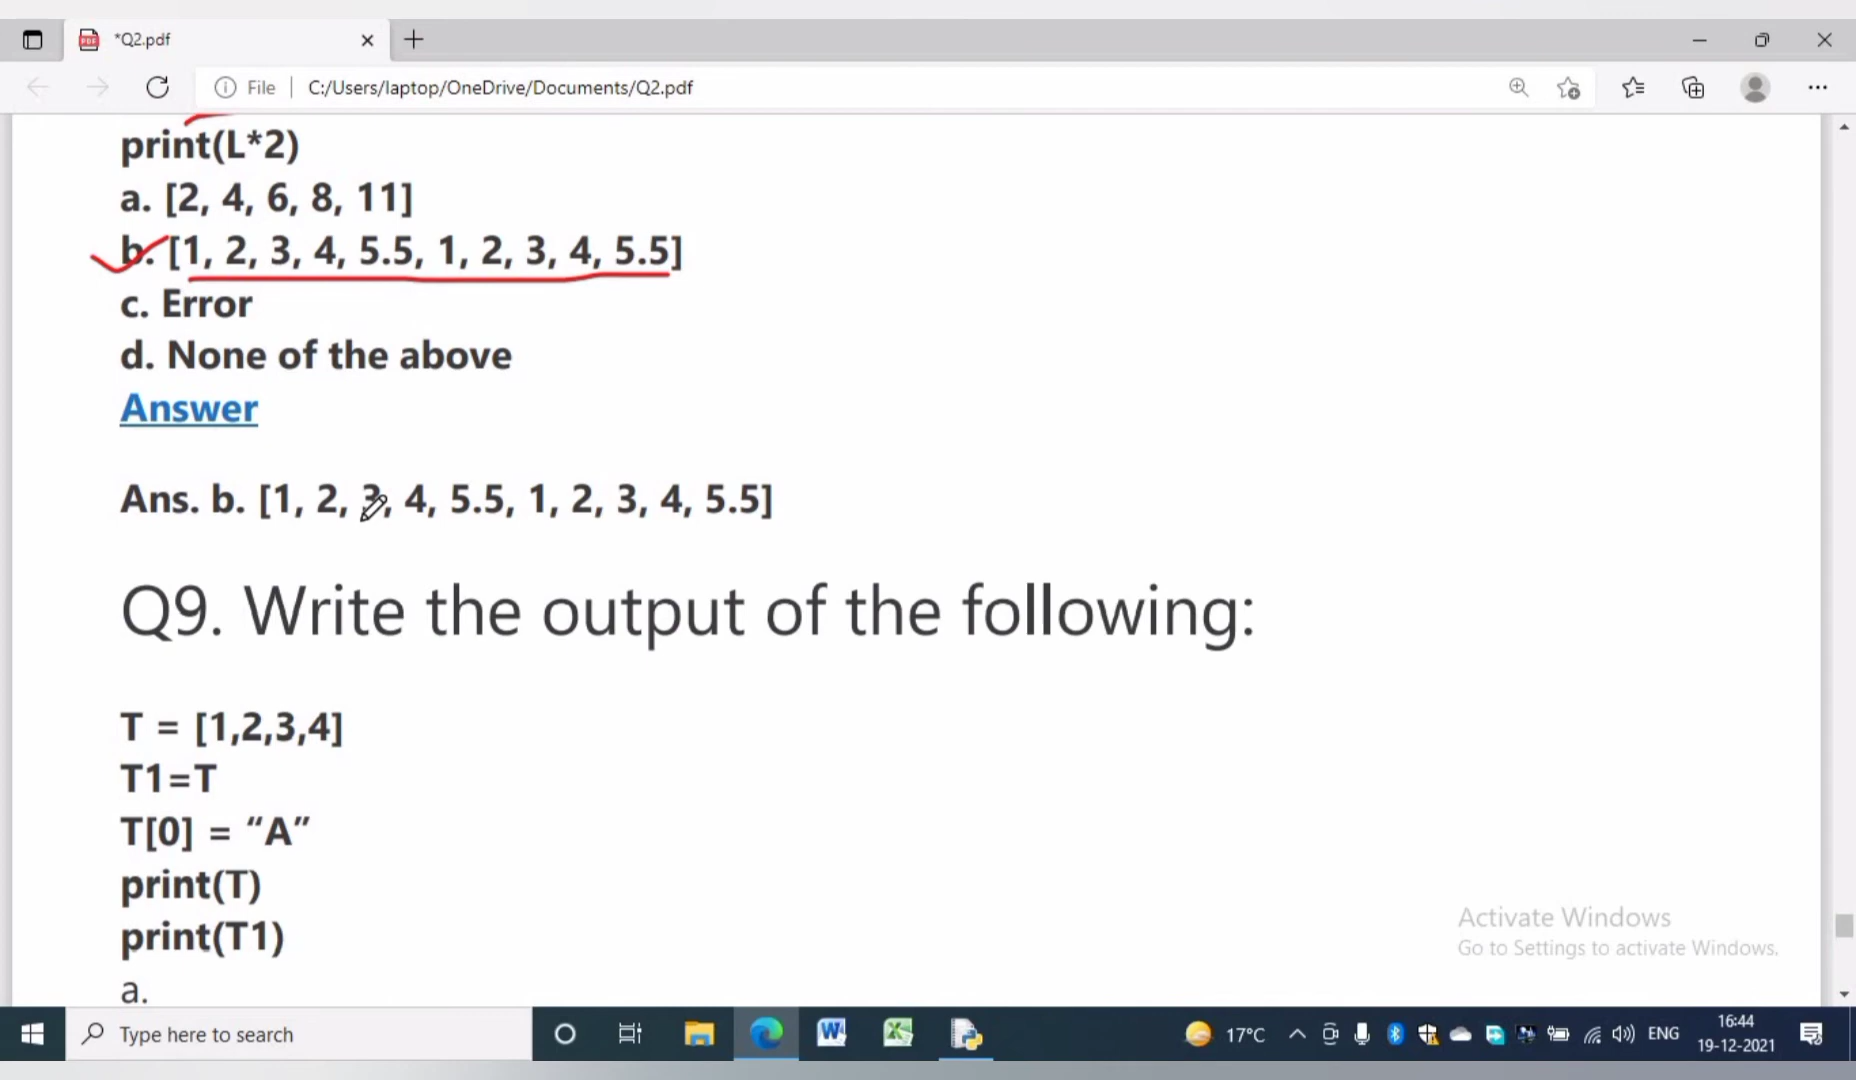 *Q2.pdf
File
C:/Users/laptop/OneDrive/Documents/Q2.pdf
print(L*2)
a. [2, 4, 6, 8, 11]
b. [1, 2, 3, 4, 5.5, 1, 2, 3, 4, 5.5]
c. Error
d. None of the above
Answer
Ans. b. [1, 2, 3, 4, 5.5, 1, 2, 3, 4, 5.5]
Q9. Write the output of the following:
T = [1,2,3,4]
T1=T
T[0] = “A”
print(T)
print(T1)
a.
Activate Windows
Go to Settings to activate Windows.
Type here to search
17°C
ENG
16:44
19-12-2021